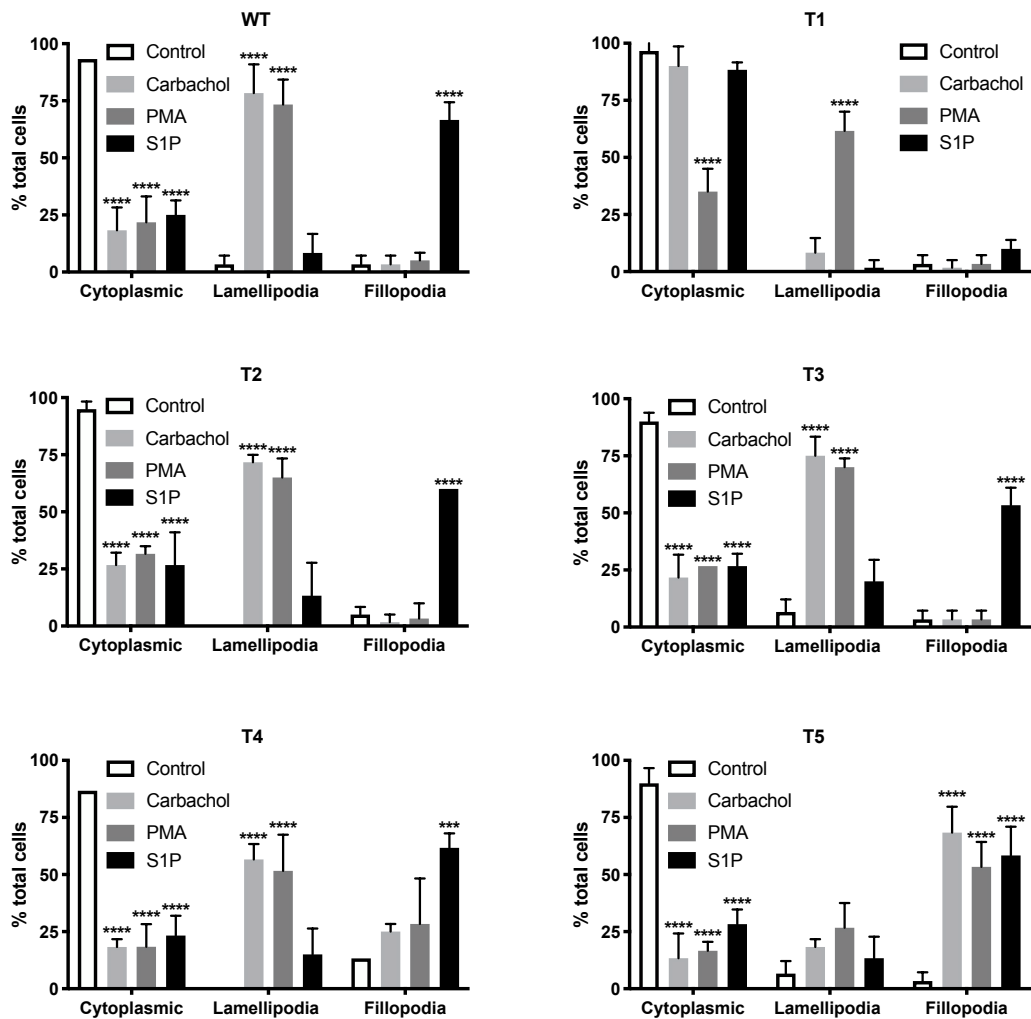 WT
% total cells
100
75
50
25
0
Control
Carbachol
PMA
S1P
**** **** ****
**** ****
****
Cytoplasmic Lamellipodia Fillopodia
T1
% total cells
100
75
50
25
0
Control
Carbachol
PMA
S1P
****
****
Cytoplasmic Lamellipodia Fillopodia
T2
% total cells
100
75
50
25
0
Control
Carbachol
PMA
S1P
**** **** ****
**** ****
****
Cytoplasmic Lamellipodia Fillopodia
T3
% total cells
100
75
50
25
0
Control
Carbachol
PMA
S1P
**** **** ****
**** ****
****
Cytoplasmic Lamellipodia Fillopodia
T4
% total cells
100
75
50
25
0
Control
Carbachol
PMA
S1P
**** **** ****
**** ****
***
Cytoplasmic Lamellipodia Fillopodia
T5
% total cells
100
75
50
25
0
Control
Carbachol
PMA
S1P
**** **** ****
**** **** ****
Cytoplasmic Lamellipodia Fillopodia